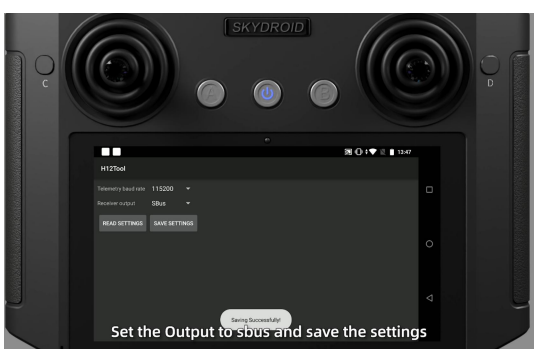 SKYDROID
C
A
B
D
13:47
H12Tool
Telemetry baud rate 115200
Receiver output SBus
READ SETTINGS SAVE SETTINGS
Saving Successfully!
Set the Output to sbus and save the settings